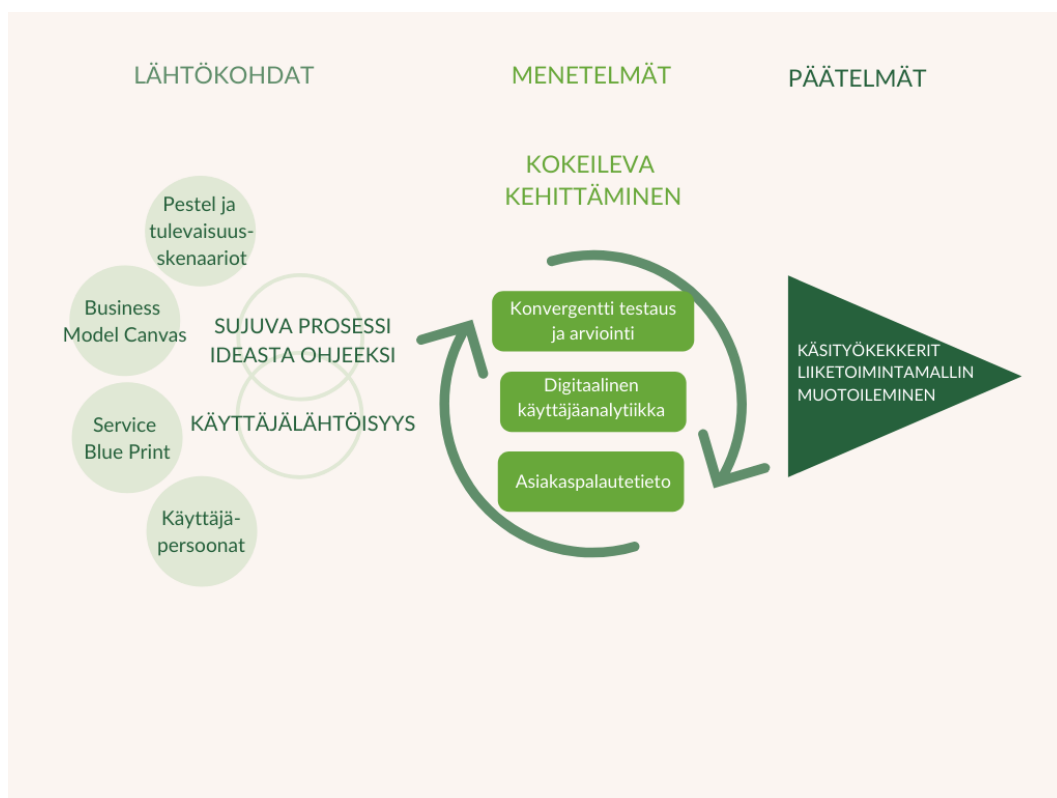 LÄHTÖKOHDAT
MENETELMÄT
PÄÄTELMÄT
KOKEILEVA
KEHITTÄMINEN
Pestel ja
tulevaisuus-
skenaariot
Business
Model Canvas
Service
Blue Print
Käyttäjä-
persoonat
SUJUVA PROSESSI
IDEASTA OHJEEKSI
KÄYTTÄJÄLÄHTÖISYYS
Konvergentti testaus
ja arviointi
Digitaalinen
käyttäjäanalytiikka
Asiakaspalautetieto
KÄSITYÖKEKKERIT
LIIKETOIMINTAMALLIN
MUOTOILEMINEN